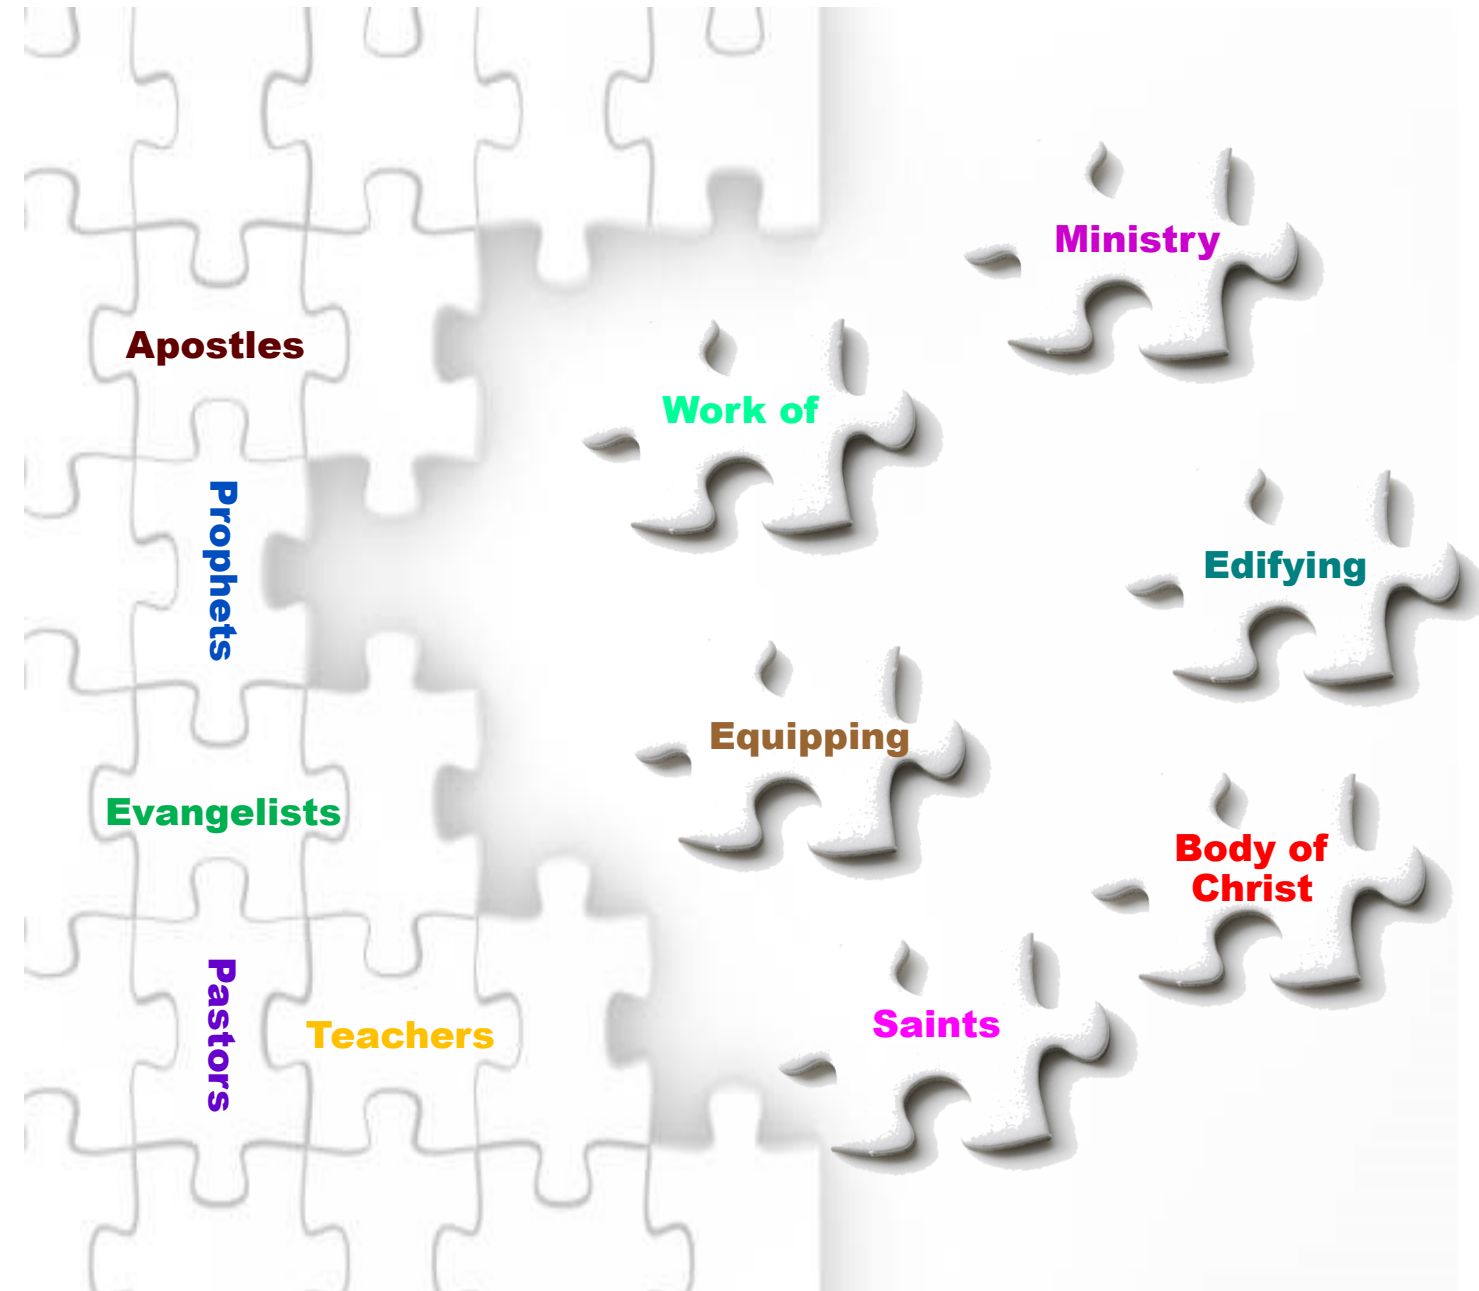 Ministry
Apostles
Work of
Prophets
Edifying
Equipping
Evangelists
Body of
Christ
Pastors
Teachers
Saints